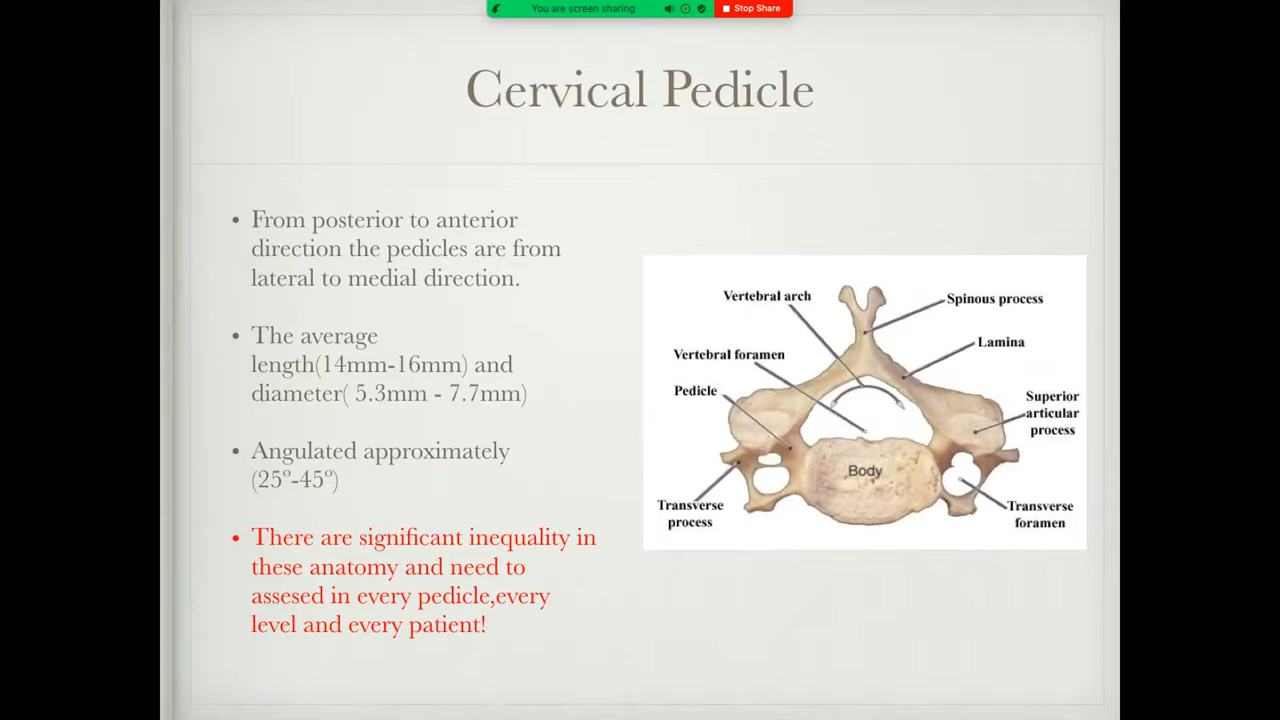 You are screen sharing
Stop Share
Cervical Pedicle
• From posterior to anterior
direction the pedicles are from
lateral to medial direction.
• The average
length(14mm-16mm) and
diameter( 5.3mm - 7.7mm)
• Angulated approximately
(25º-45º)
• There are significant inequality in
these anatomy and need to
assesed in every pedicle,every
level and every patient!
Vertebral arch
Spinous process
Lamina
Vertebral foramen
Pedicle
Superior
articular
process
Body
Transverse
process
Transverse
foramen